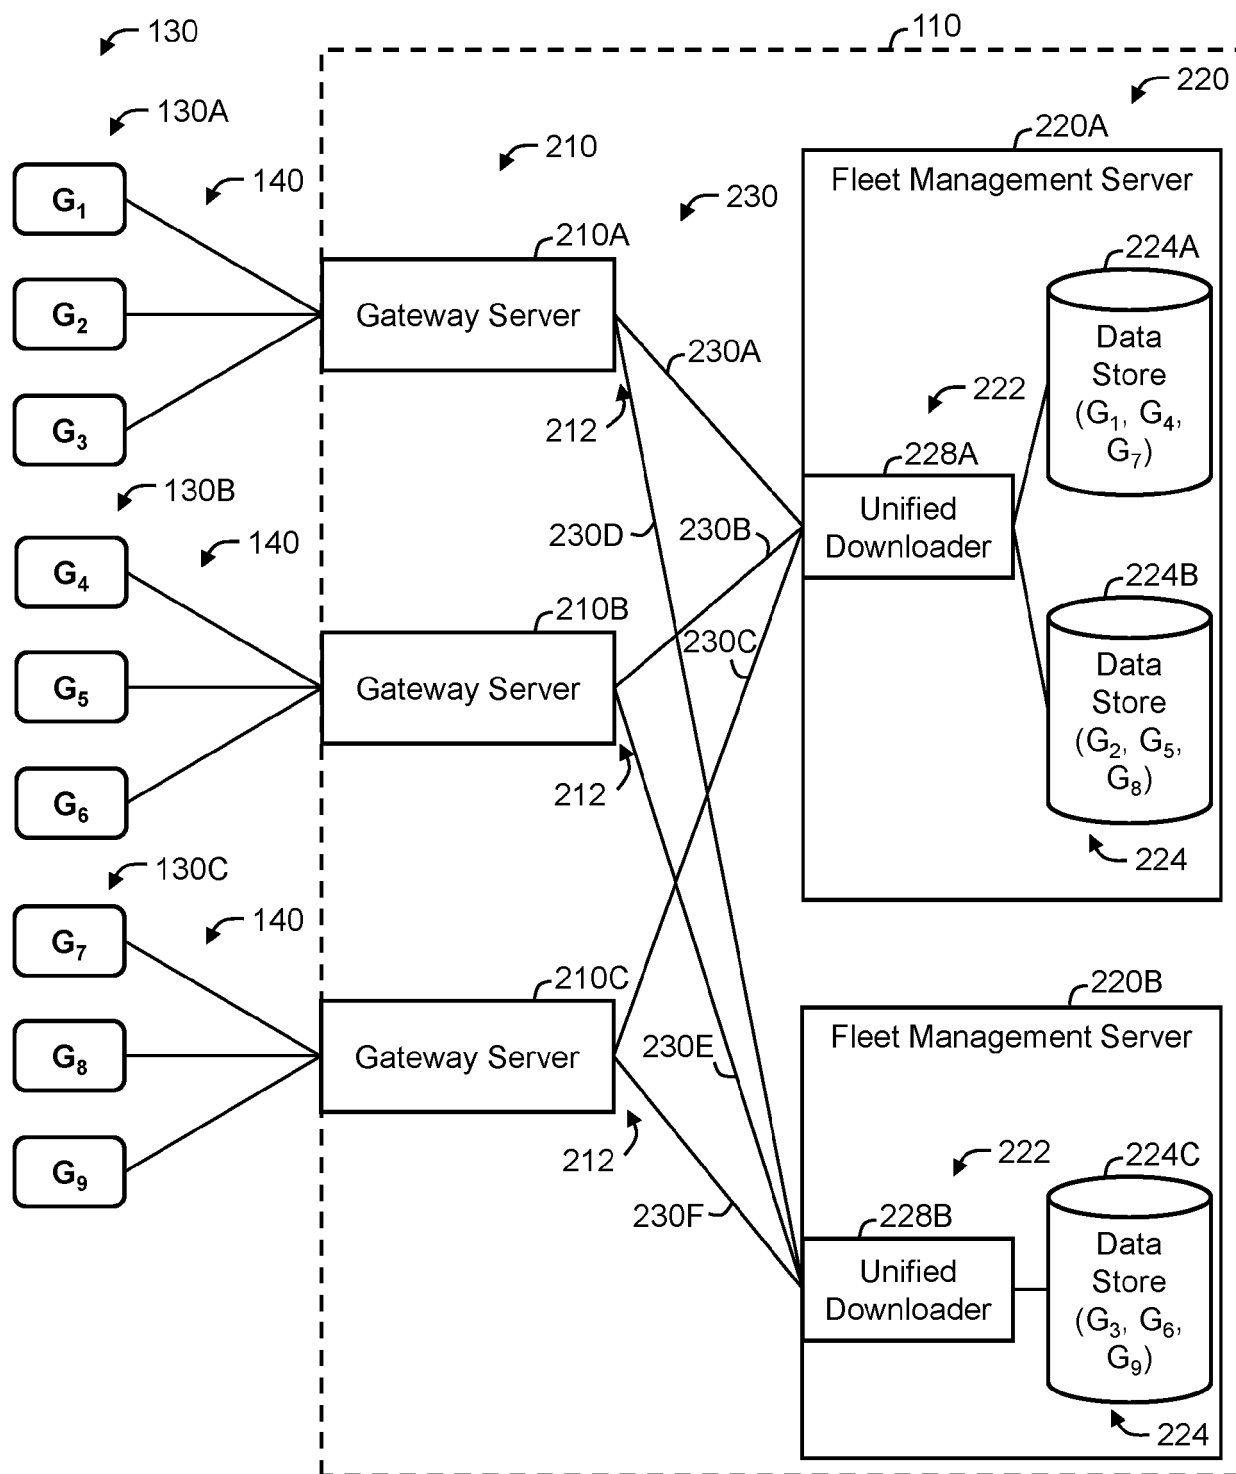 130
110
220
130A
220A
210
140
Fleet Management Server
G1
230
210A
224A
Gateway Server
G2
Data
Store
(G1, G4,
G7)
230A
222
212
G3
228A
130B
Unified
Downloader
230D
230B
140
G4
224B
210B
230C
Data
Store
(G2, G5,
G8)
Gateway Server
G5
212
G6
224
130C
140
G7
210C
220B
Fleet Management Server
Gateway Server
G8
230E
222
224C
212
G9
230F
228B
Data
Store
(G3, G6,
G9)
Unified
Downloader
224